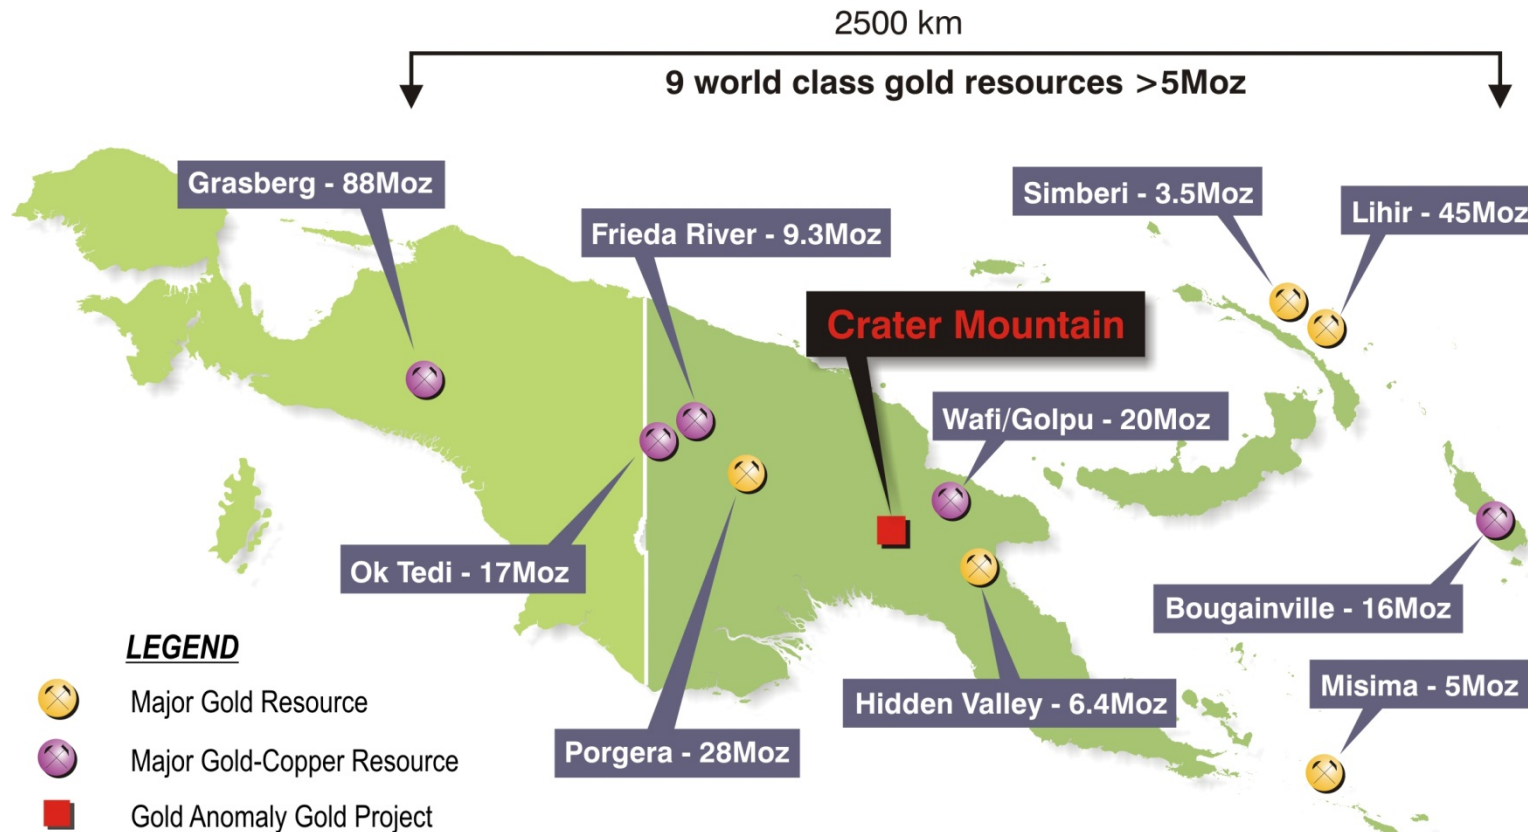 2500 km
9 world class gold resources >5Moz
Grasberg - 88Moz
Simberi - 3.5Moz
Lihir - 45Moz
Frieda River - 9.3Moz
Crater Mountain
Wafi/Golpu - 20Moz
Ok Tedi - 17Moz
Bougainville - 16Moz
Hidden Valley - 6.4Moz
Misima - 5Moz
Porgera - 28Moz
LEGEND
Major Gold Resource
Major Gold-Copper Resource
Gold Anomaly Gold Project